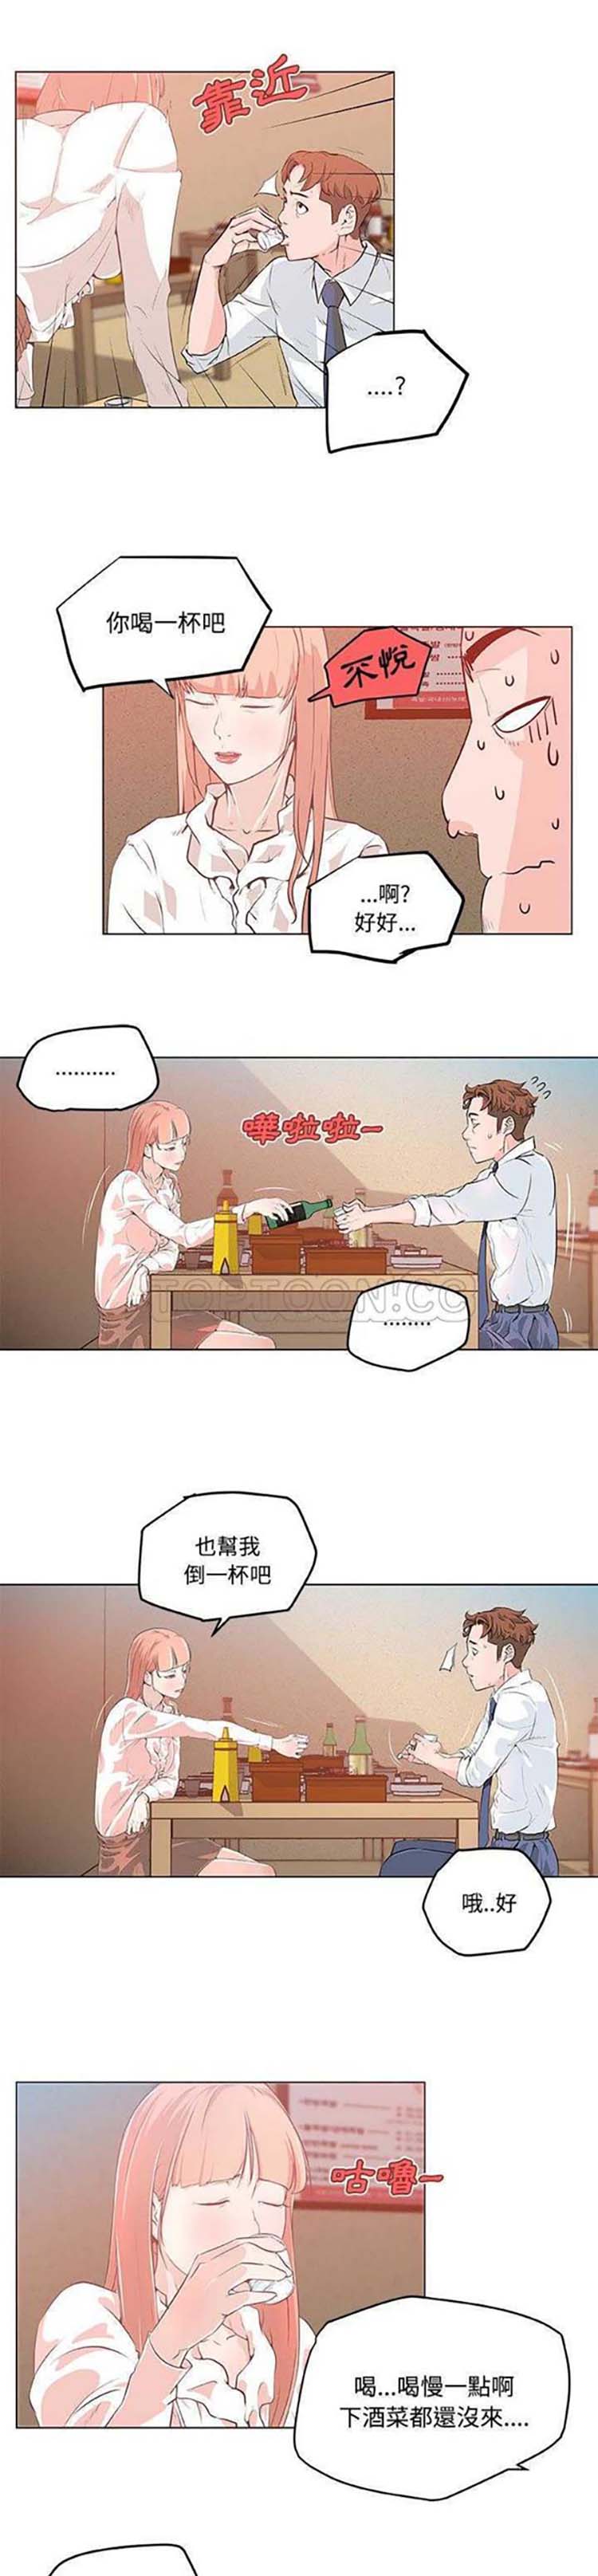 靠近
....?
你喝一杯吧
不悅
...啊?
好好...
..........
嘩啦啦–
TOPTOON!CC
........
也幫我
倒一杯吧
哦..好
咕嚕–
喝...喝慢一點啊
下酒菜都還沒來....